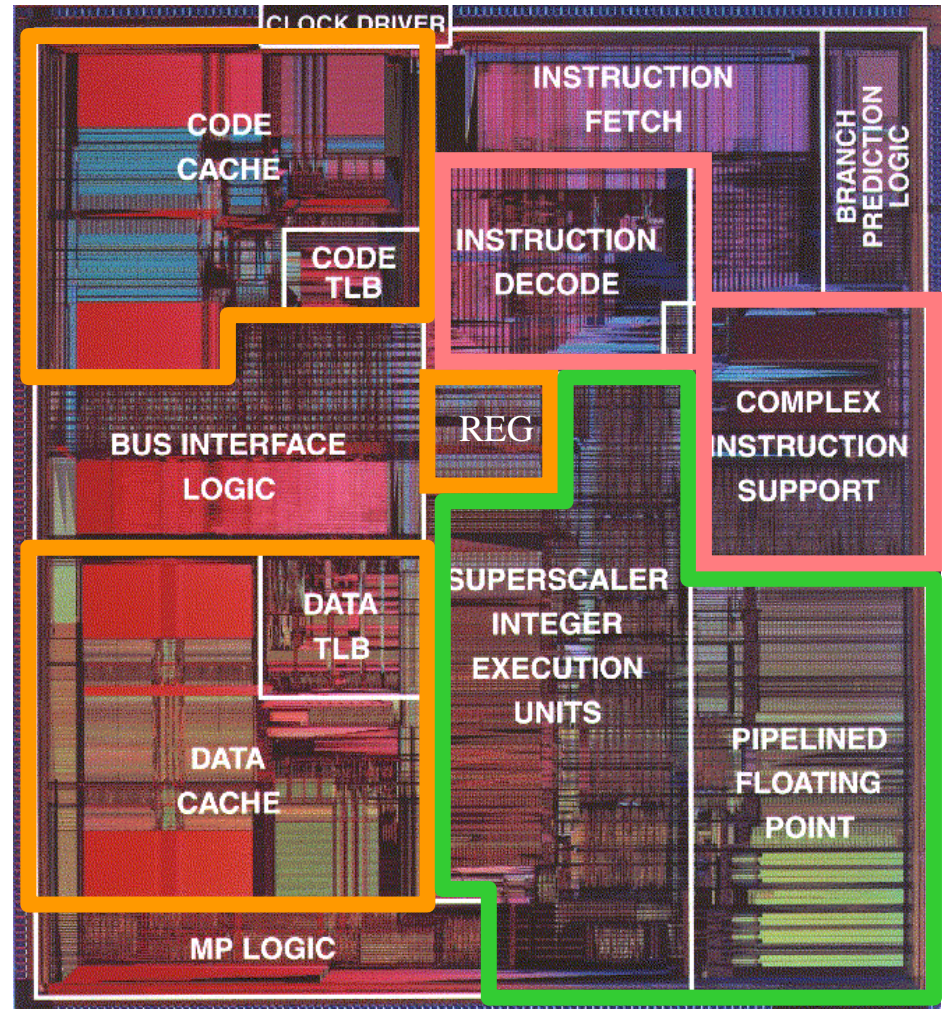 CLOCK DRIVER
CODE
CACHE
CODE
TLB
INSTRUCTION
FETCH
BRANCH
PREDICTION
LOGIC
INSTRUCTION
DECODE
BUS INTERFACE
LOGIC
REG
COMPLEX
INSTRUCTION
SUPPORT
DATA
TLB
DATA
CACHE
SUPERSCALER
INTEGER
EXECUTION
UNITS
PIPELINED
FLOATING
POINT
MP LOGIC